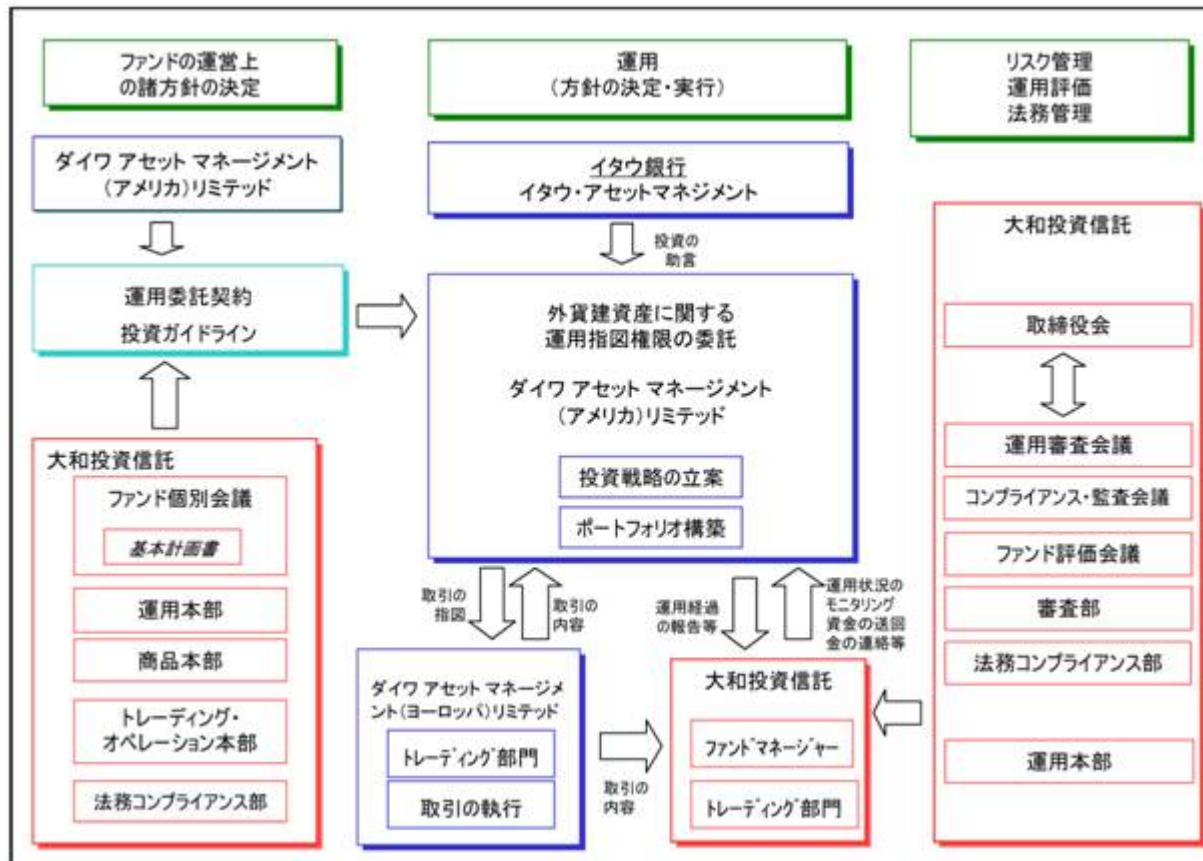 ファンドの運営上
の諸方針の決定
ダイワ アセット マネージメント
(アメリカ)リミテッド
運用委託契約
投資ガイドライン
大和投資信託
ファンド個別会議
基本計画書
運用本部
商品本部
トレーディング・
オペレーション本部
法務コンプライアンス部
運用
(方針の決定・実行)
イタウ銀行
イタウ・アセットマネジメント
投資の
助言
外貨建資産に関する
運用指図権限の委託
ダイワ アセット マネージメント
(アメリカ)リミテッド
投資戦略の立案
ポートフォリオ構築
取引の
指図
取引の
内容
運用経過
の報告等
運用状況の
モニタリング
資金の送回
金の連絡等
ダイワ アセット マネージメ
ント(ヨーロッパ)リミテッド
トレーディング部門
取引の執行
取引の
内容
大和投資信託
ファンドマネージャー
トレーディング部門
リスク管理
運用評価
法務管理
大和投資信託
取締役会
運用審査会議
コンプライアンス・監査会議
ファンド評価会議
審査部
法務コンプライアンス部
運用本部